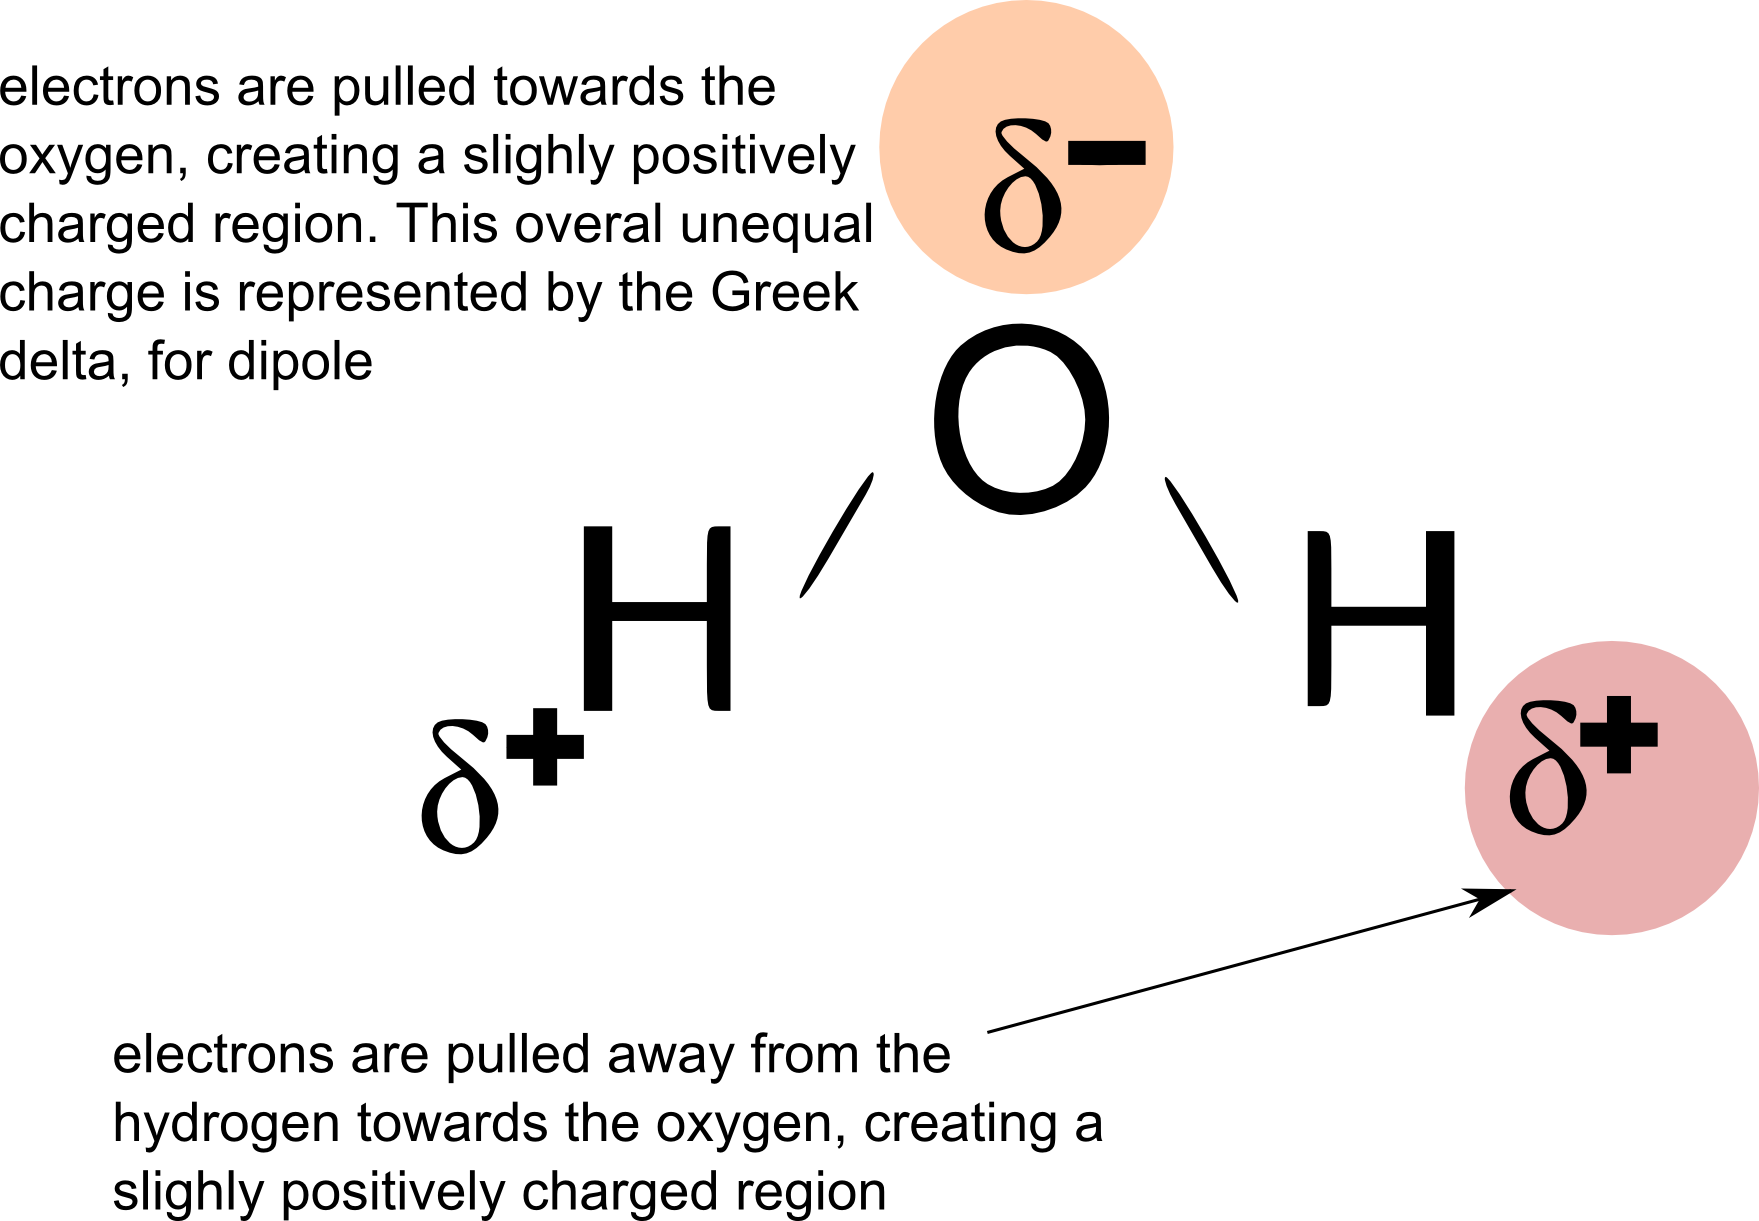 electrons are pulled towards the
oxygen, creating a slighly positively
charged region. This overal unequal
charge is represented by the Greek
delta, for dipole
δ-
O
H
H
δ+
δ+
electrons are pulled away from the
hydrogen towards the oxygen, creating a
slighly positively charged region